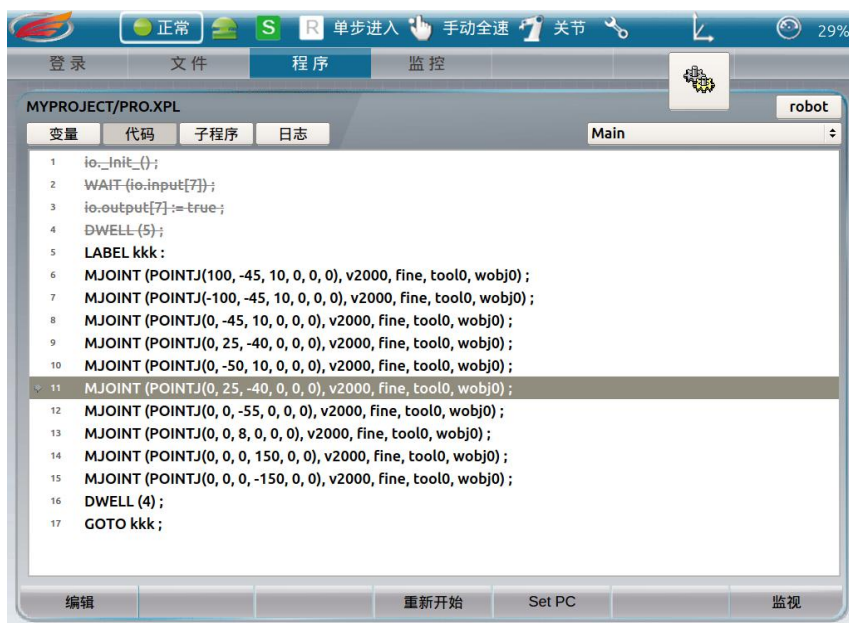 正常 S R 单步进入 手动全速 关节 29%
登录 文件 程序 监控
MYPROJECT/PRO.XPL robot
变量 代码 子程序 日志 Main
1 io._Init_() ;
2 WAIT (io.input[7]) ;
3 io.output[7] := true ;
4 DWELL (5) ;
5 LABEL kkk :
6 MJOINT (POINTJ(100, -45, 10, 0, 0, 0), v2000, fine, tool0, wobj0) ;
7 MJOINT (POINTJ(-100, -45, 10, 0, 0, 0), v2000, fine, tool0, wobj0) ;
8 MJOINT (POINTJ(0, -45, 10, 0, 0, 0), v2000, fine, tool0, wobj0) ;
9 MJOINT (POINTJ(0, 25, -40, 0, 0, 0), v2000, fine, tool0, wobj0) ;
10 MJOINT (POINTJ(0, -50, 10, 0, 0, 0), v2000, fine, tool0, wobj0) ;
11 MJOINT (POINTJ(0, 25, -40, 0, 0, 0), v2000, fine, tool0, wobj0) ;
12 MJOINT (POINTJ(0, 0, -55, 0, 0, 0), v2000, fine, tool0, wobj0) ;
13 MJOINT (POINTJ(0, 0, 8, 0, 0, 0), v2000, fine, tool0, wobj0) ;
14 MJOINT (POINTJ(0, 0, 0, 150, 0, 0), v2000, fine, tool0, wobj0) ;
15 MJOINT (POINTJ(0, 0, 0, -150, 0, 0), v2000, fine, tool0, wobj0) ;
16 DWELL (4) ;
17 GOTO kkk ;
编辑 重新开始 Set PC 监视